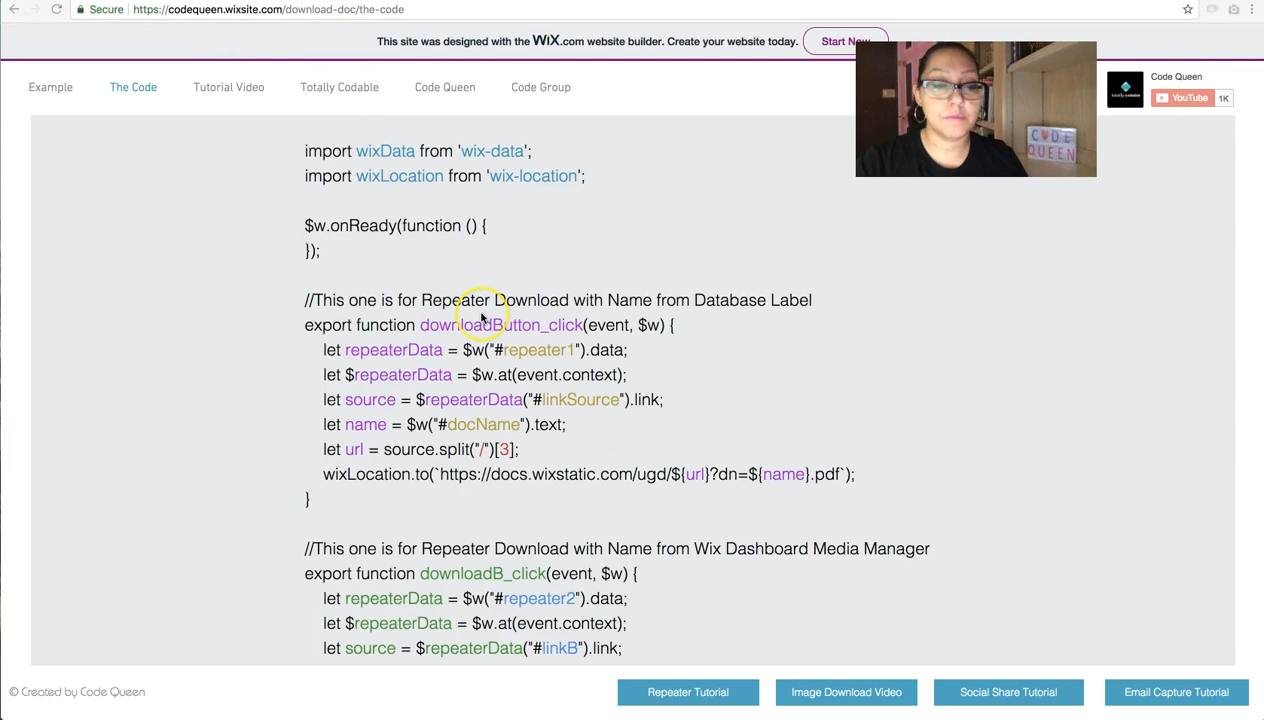 Secure https://codequeen.wixsite.com/download-doc/the-code
This site was designed with the WiX.com website builder. Create your website today. Start Now
Example The Code Tutorial Video Totally Codable Code Queen Code Group
Code Queen
YouTube 1K
CODE
QUEEN
import wixData from 'wix-data';
import wixLocation from 'wix-location';
$w.onReady(function () {
});
//This one is for Repeater Download with Name from Database Label
export function downloadButton_click(event, $w) {
let repeaterData = $w("#repeater1").data;
let $repeaterData = $w.at(event.context);
let source = $repeaterData("#linkSource").link;
let name = $w("#docName").text;
let url = source.split("/")[3];
wixLocation.to(`https://docs.wixstatic.com/ugd/${url}?dn=${name}.pdf`);
}
//This one is for Repeater Download with Name from Wix Dashboard Media Manager
export function downloadB_click(event, $w) {
let repeaterData = $w("#repeater2").data;
let $repeaterData = $w.at(event.context);
let source = $repeaterData("#linkB").link;
© Created by Code Queen
Repeater Tutorial Image Download Video Social Share Tutorial Email Capture Tutorial